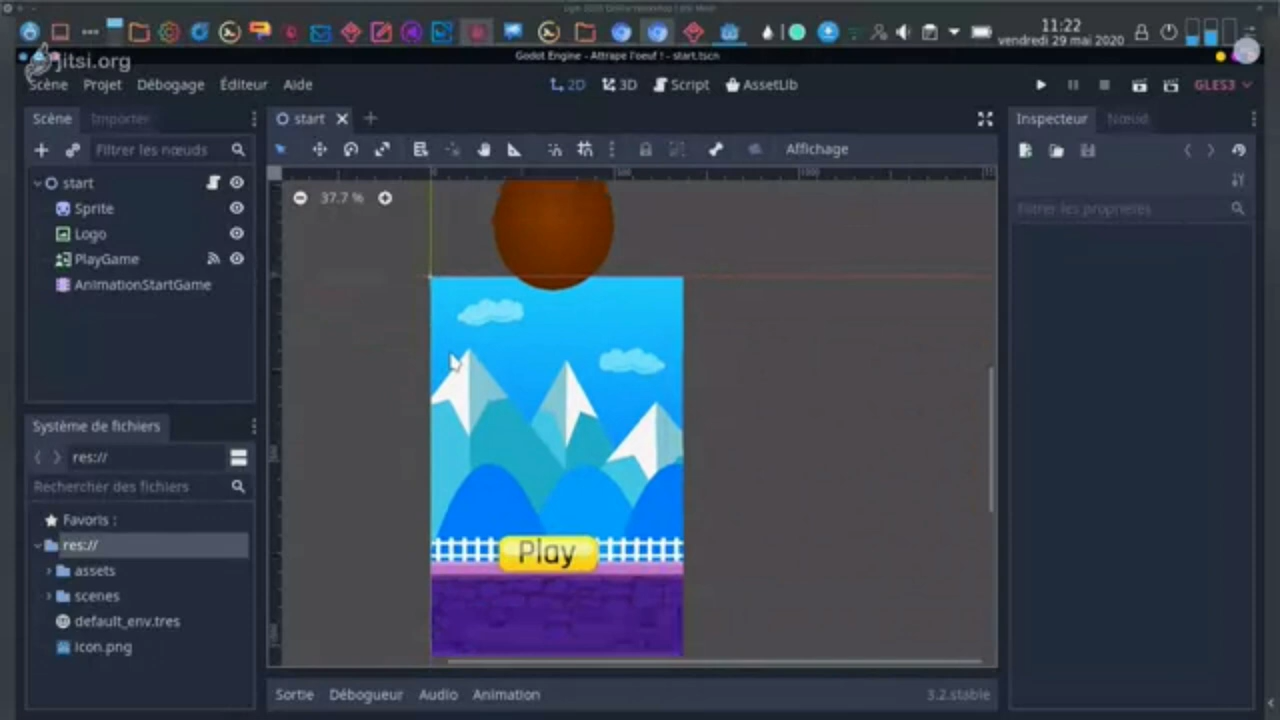 11:22
vendredi 29 mai 2020
jitsi.org
Godot Engine - Attrape l'oeuf ! - start.tscn
Scène Projet Débogage Éditeur Aide
2D 3D Script AssetLib
GLES3
Scène Importer
start
Inspecteur Nœud
Filtrer les nœuds
Affichage
start
Sprite
Logo
PlayGame
AnimationStartGame
37.7 %
0 500 1000
Filtrer les propriétés
Play
Système de fichiers
res://
Rechercher des fichiers
Favoris :
res://
assets
scenes
default_env.tres
icon.png
Sortie Débogueur Audio Animation
3.2.stable